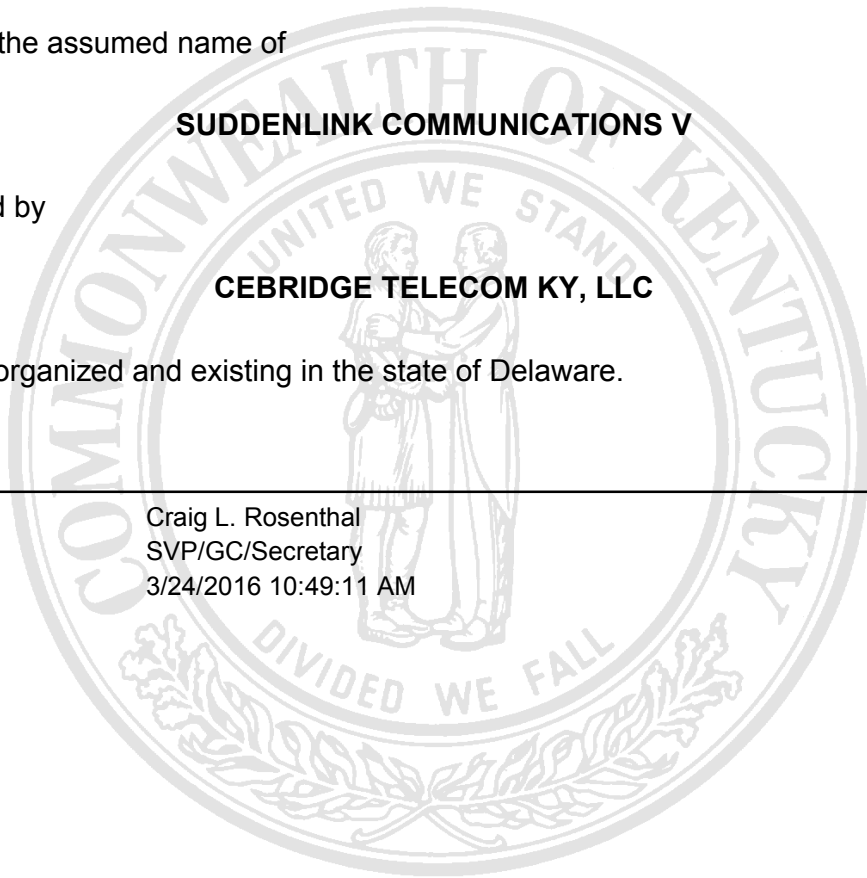 the assumed name of
SUDDENLINK COMMUNICATIONS V
d by
CEBRIDGE TELECOM KY, LLC
organized and existing in the state of Delaware.
Craig L. Rosenthal
SVP/GC/Secretary
3/24/2016 10:49:11 AM
COMMONWEALTH OF KENTUCKY
UNITED WE STAND
DIVIDED WE FALL